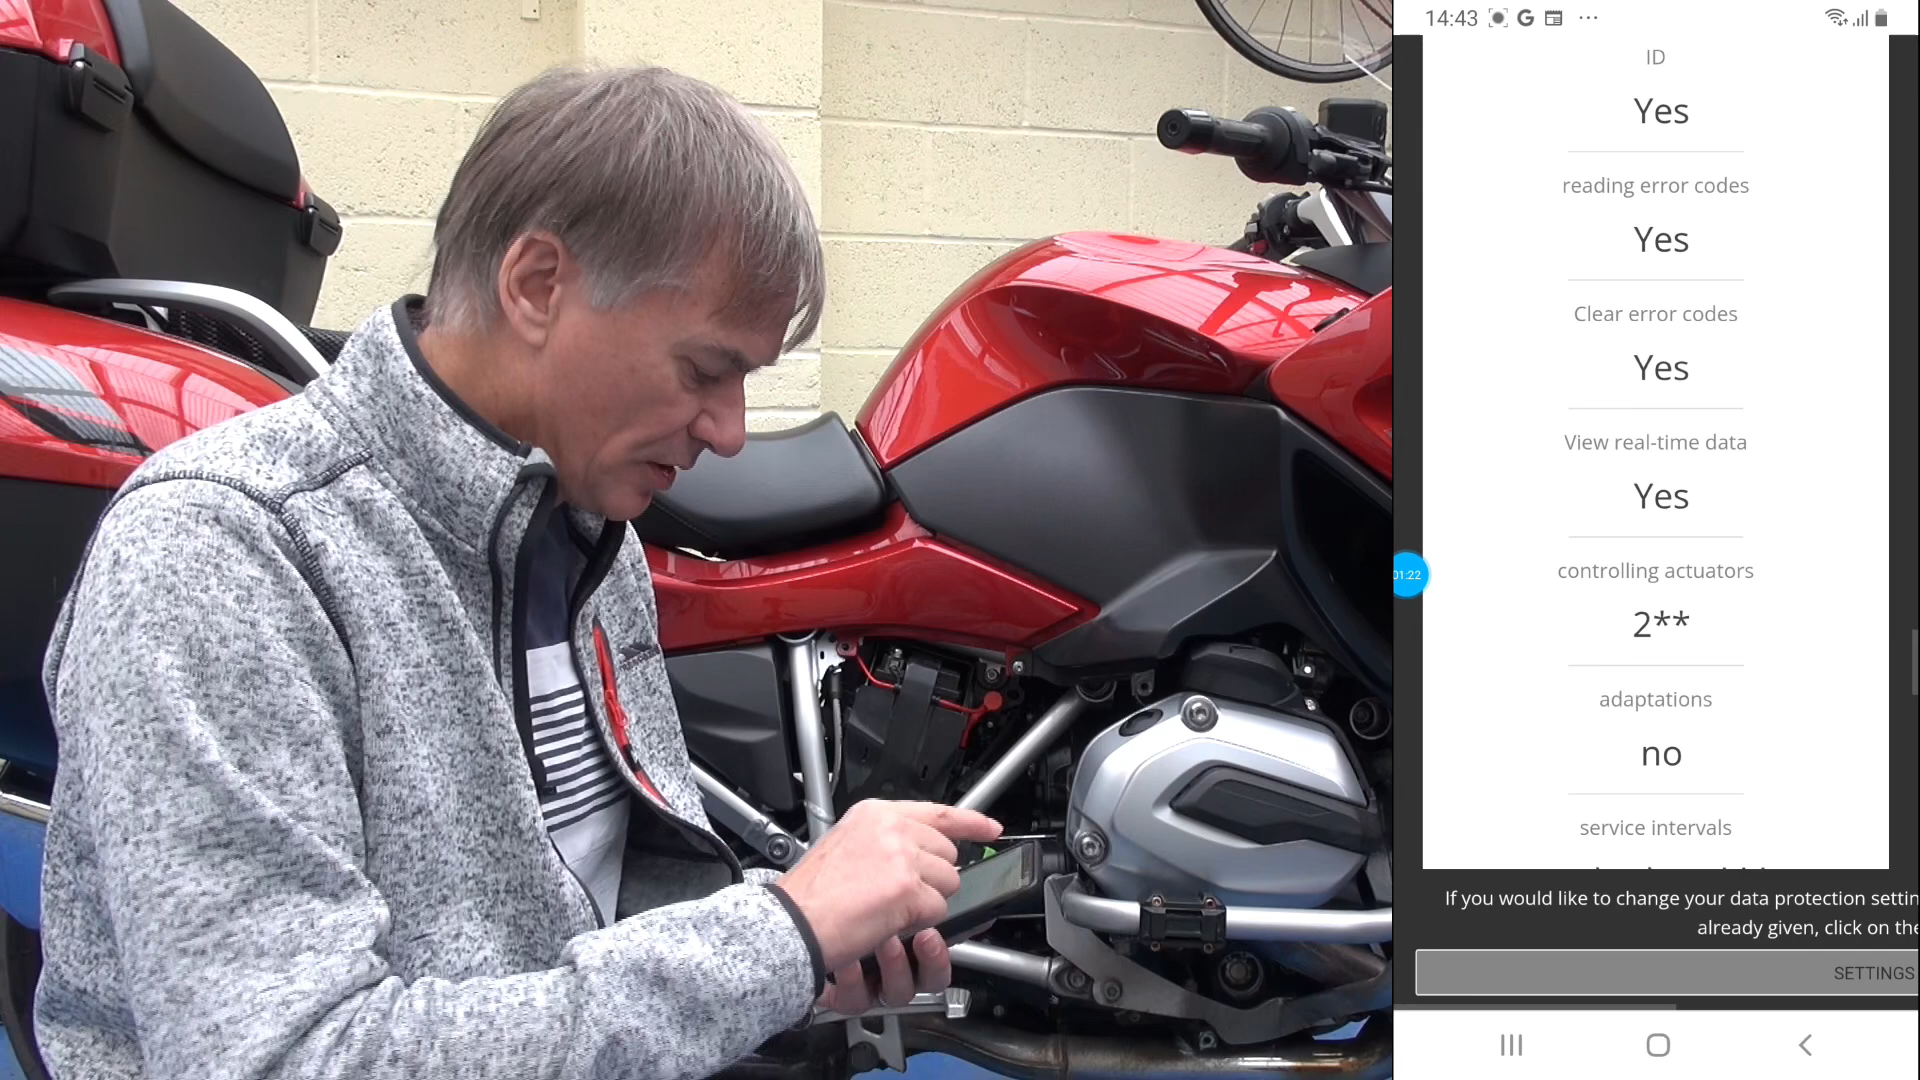 14:43
ID
Yes
reading error codes
Yes
Clear error codes
Yes
View real-time data
Yes
01:22
controlling actuators
2**
adaptations
no
service intervals
If you would like to change your data protection settin
already given, click on the
SETTINGS